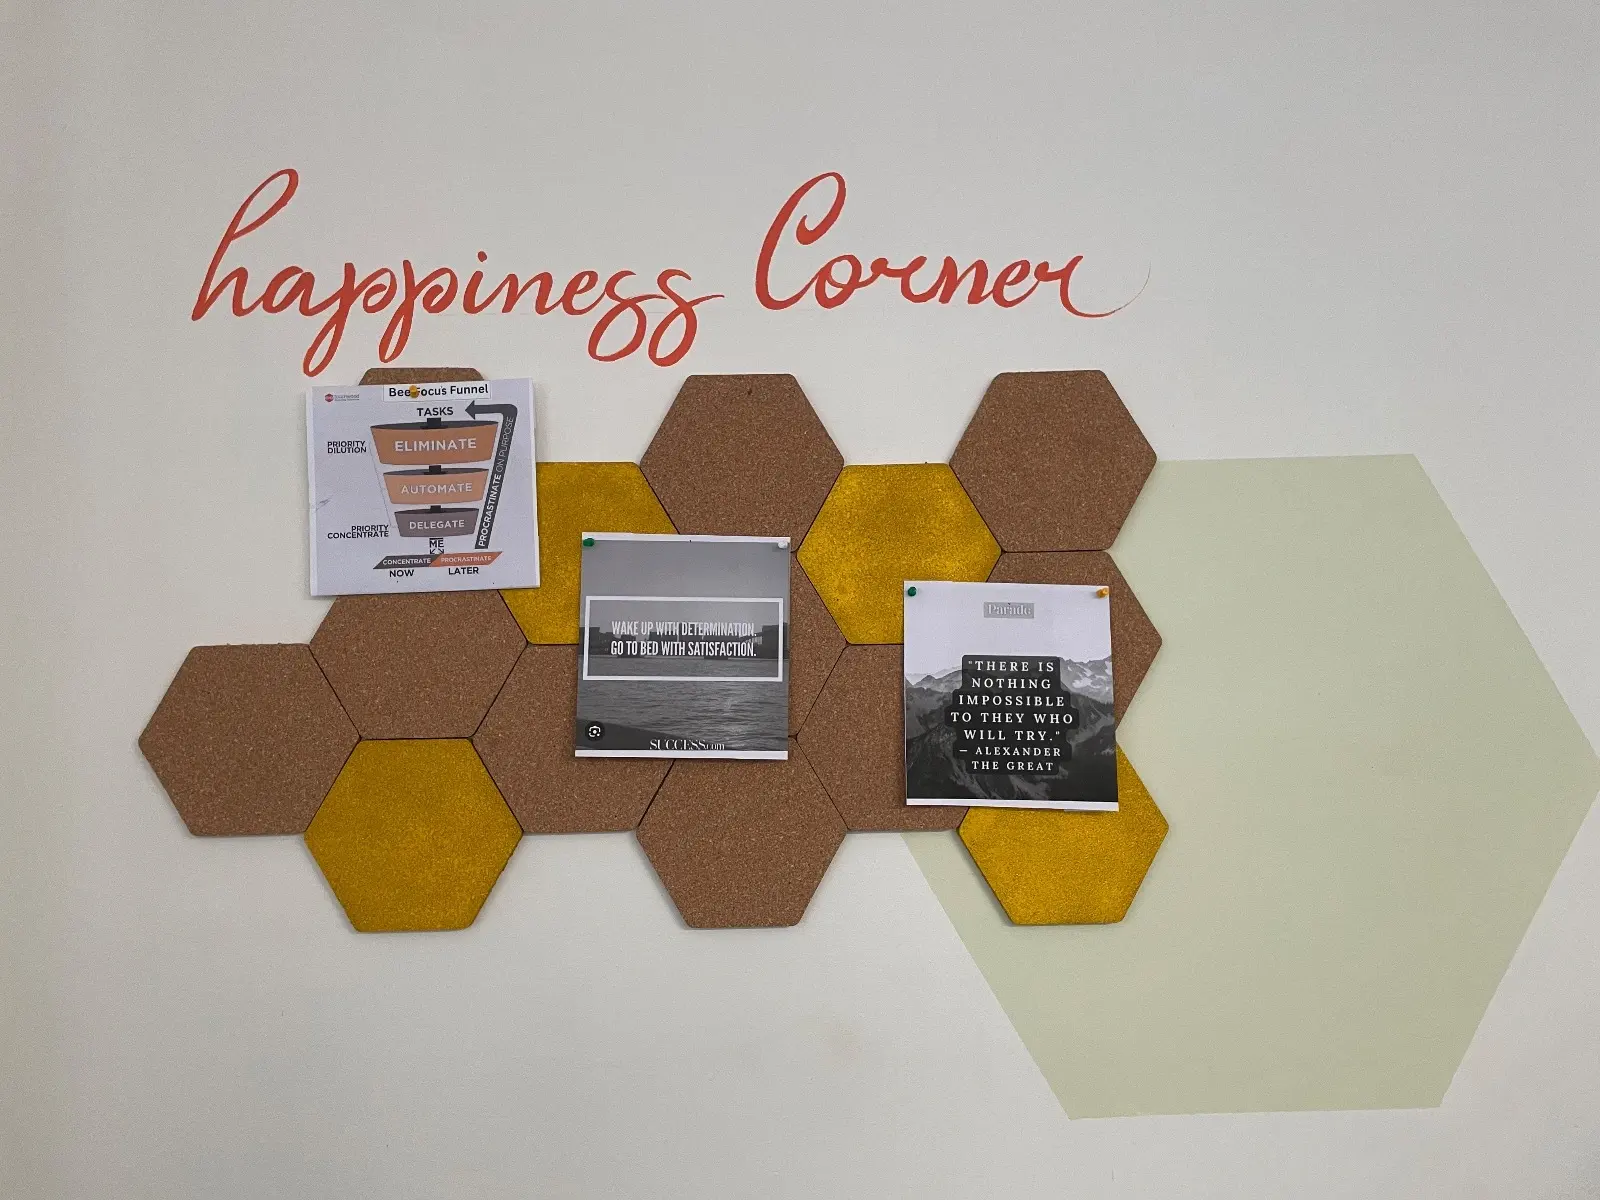 happiness Corner
Bee Focus Funnel
TASKS
PRIORITY
DILUTION
ELIMINATE
AUTOMATE
PRIORITY
CONCENTRATE
DELEGATE
PROCRASTINATE ON PURPOSE
ME
CONCENTRATE
PROCRASTINATE
NOW
LATER
WAKE UP WITH DETERMINATION.
GO TO BED WITH SATISFACTION.
SUCCESS.com
Parade
"THERE IS
NOTHING
IMPOSSIBLE
TO THEY WHO
WILL TRY."
– ALEXANDER
THE GREAT